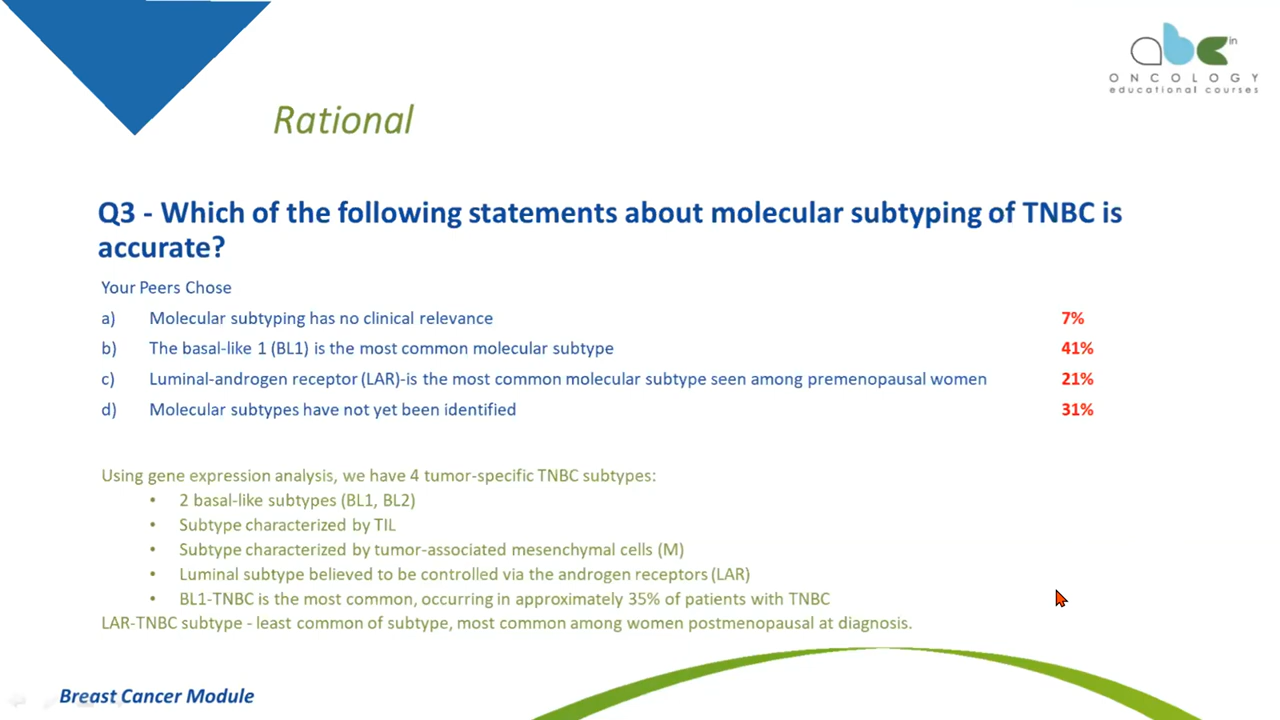 abc in
ONCOLOGY
educational courses
Rational
Q3 - Which of the following statements about molecular subtyping of TNBC is
accurate?
Your Peers Chose
a) Molecular subtyping has no clinical relevance 7%
b) The basal-like 1 (BL1) is the most common molecular subtype 41%
c) Luminal-androgen receptor (LAR)-is the most common molecular subtype seen among premenopausal women 21%
d) Molecular subtypes have not yet been identified 31%
Using gene expression analysis, we have 4 tumor-specific TNBC subtypes:
• 2 basal-like subtypes (BL1, BL2)
• Subtype characterized by TIL
• Subtype characterized by tumor-associated mesenchymal cells (M)
• Luminal subtype believed to be controlled via the androgen receptors (LAR)
• BL1-TNBC is the most common, occurring in approximately 35% of patients with TNBC
LAR-TNBC subtype - least common of subtype, most common among women postmenopausal at diagnosis.
Breast Cancer Module